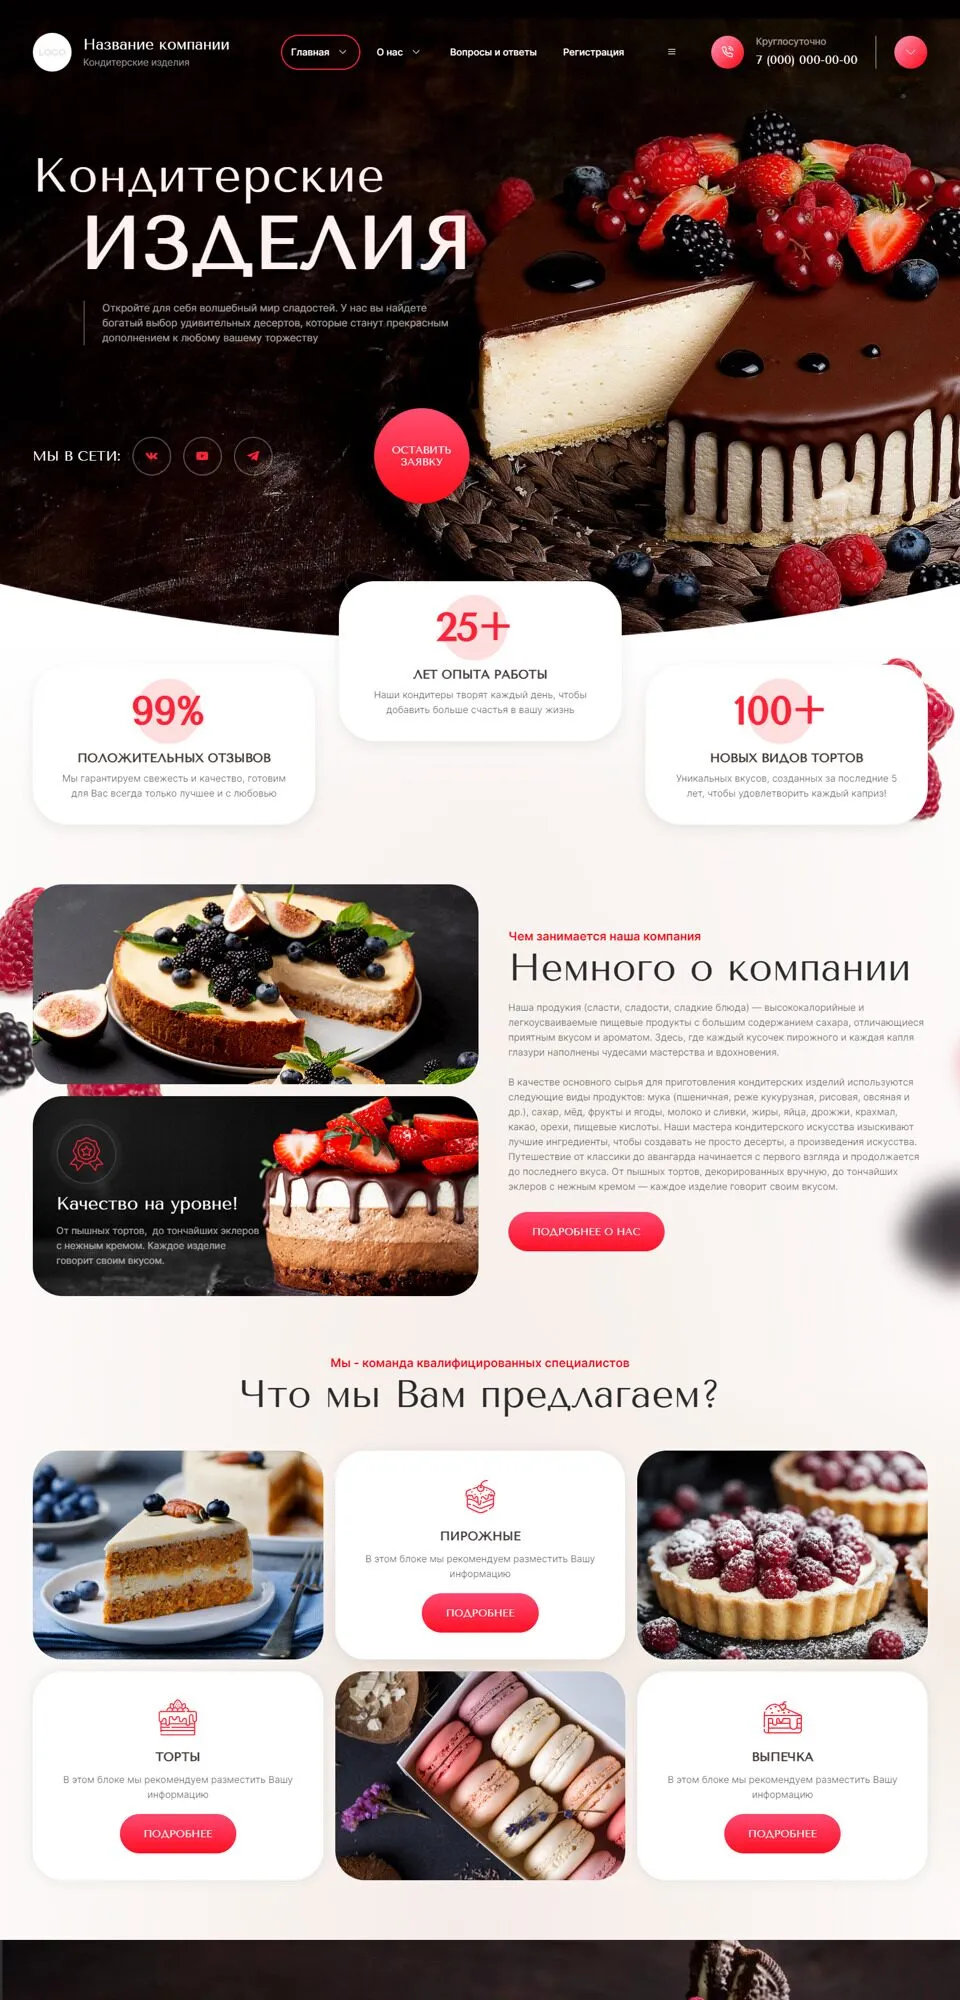 LOGO
Название компании
Кондитерские изделия
Главная
О нас
Вопросы и ответы
Регистрация
Круглосуточно
7 (000) 000-00-00
Кондитерские
ИЗДЕЛИЯ
Откройте для себя волшебный мир сладостей. У нас вы найдете
богатый выбор удивительных десертов, которые станут прекрасным
дополнением к любому вашему торжеству
МЫ В СЕТИ:
ОСТАВИТЬ
ЗАЯВКУ
25+
ЛЕТ ОПЫТА РАБОТЫ
Наши кондитеры творят каждый день, чтобы
добавить больше счастья в вашу жизнь
99%
ПОЛОЖИТЕЛЬНЫХ ОТЗЫВОВ
Мы гарантируем свежесть и качество, готовим
для Вас всегда только лучшее и с любовью
100+
НОВЫХ ВИДОВ ТОРТОВ
Уникальных вкусов, созданных за последние 5
лет, чтобы удовлетворить каждый каприз!
Чем занимается наша компания
Немного о компании
Наша продукия (сласти, сладости, сладкие блюда) — высококалорийные и
легкоусваиваемые пищевые продукты с большим содержанием сахара, отличающиеся
приятным вкусом и ароматом. Здесь, где каждый кусочек пирожного и каждая капля
глазури наполнены чудесами мастерства и вдохновения.
В качестве основного сырья для приготовления кондитерских изделий используются
следующие виды продуктов: мука (пшеничная, реже кукурузная, рисовая, овсяная и
др.), сахар, мёд, фрукты и ягоды, молоко и сливки, жиры, яйца, дрожжи, крахмал,
какао, орехи, пищевые кислоты. Наши мастера кондитерского искусства изыскивают
лучшие ингредиенты, чтобы создавать не просто десерты, а произведения искусства.
Путешествие от классики до авангарда начинается с первого взгляда и продолжается
до последнего вкуса. От пышных тортов, декорированных вручную, до тончайших
эклеров с нежным кремом — каждое изделие говорит своим вкусом.
ПОДРОБНЕЕ О НАС
Качество на уровне!
От пышных тортов, до тончайших эклеров
с нежным кремом. Каждое изделие
говорит своим вкусом.
Мы - команда квалифицированных специалистов
Что мы Вам предлагаем?
ПИРОЖНЫЕ
В этом блоке мы рекомендуем разместить Вашу
информацию
ПОДРОБНЕЕ
ТОРТЫ
В этом блоке мы рекомендуем разместить Вашу
информацию
ПОДРОБНЕЕ
ВЫПЕЧКА
В этом блоке мы рекомендуем разместить Вашу
информацию
ПОДРОБНЕЕ